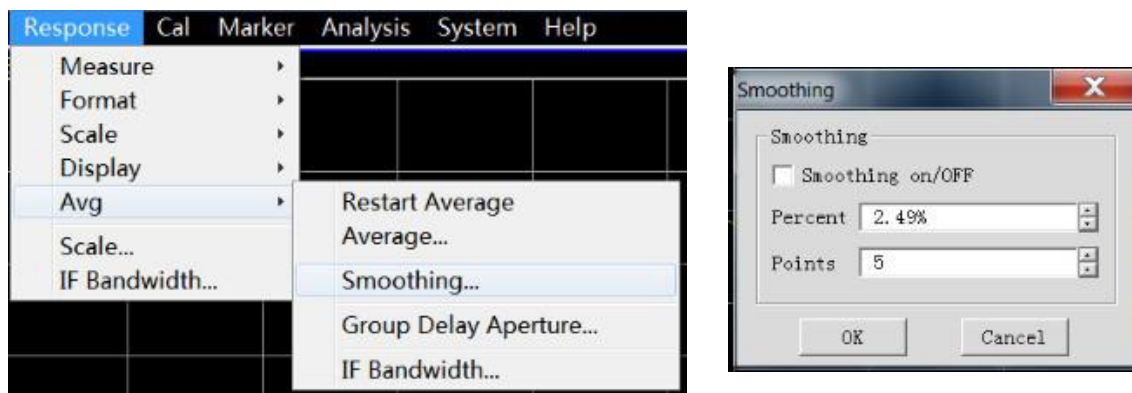 Response Cal Marker Analysis System Help
Measure
Format
Scale
Display
Avg
Scale...
IF Bandwidth...
Restart Average
Average...
Smoothing...
Group Delay Aperture...
IF Bandwidth...
Smoothing
Smoothing
Smoothing on/OFF
Percent 2.49%
Points 5
OK Cancel